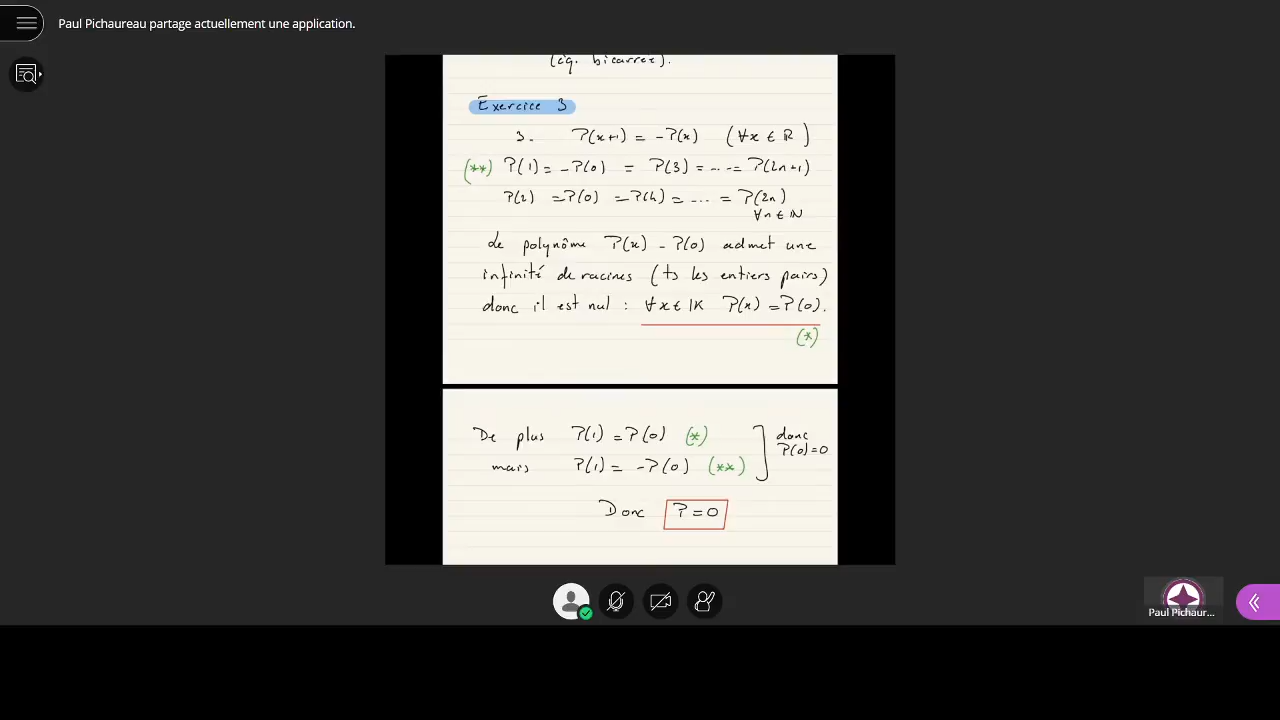 Paul Pichaureau partage actuellement une application.
(éq. bicarrée).
Exercice 3
3. P(x+1) = -P(x) (∀x ∈ ℝ)
(**) P(1) = -P(0) = P(3) = ... = P(2n+1)
P(2) = P(0) = P(4) = ... = P(2n)
∀n ∈ ℕ
Le polynôme P(x) - P(0) admet une
infinité de racines (ts les entiers pairs)
donc il est nul : ∀x ∈ 𝕂 P(x) = P(0).
(*)
De plus P(1) = P(0) (*)
mais P(1) = -P(0) (**)
donc
P(0)=0
Donc P = 0
Paul Pichaur...